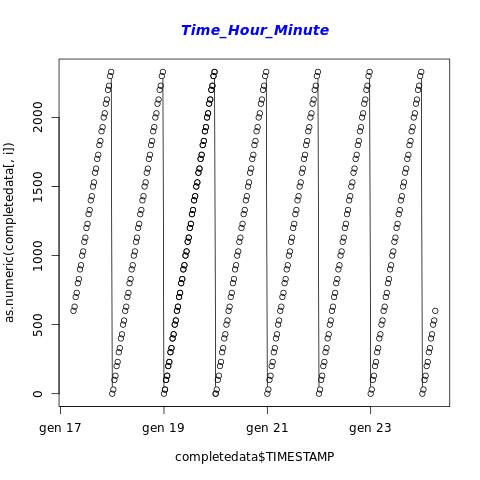 Time_Hour_Minute
as.numeric(completedata[, i])
2000
1500
1000
500
0
gen 17
gen 19
gen 21
gen 23
completedata$TIMESTAMP